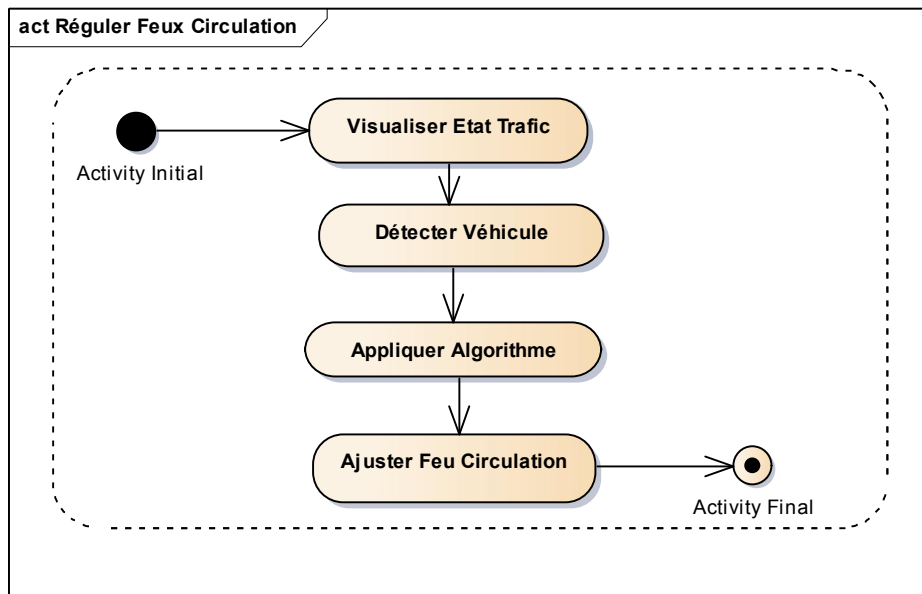 act Réguler Feux Circulation
Visualiser Etat Trafic
Activity Initial
Détecter Véhicule
Appliquer Algorithme
Ajuster Feu Circulation
Activity Final